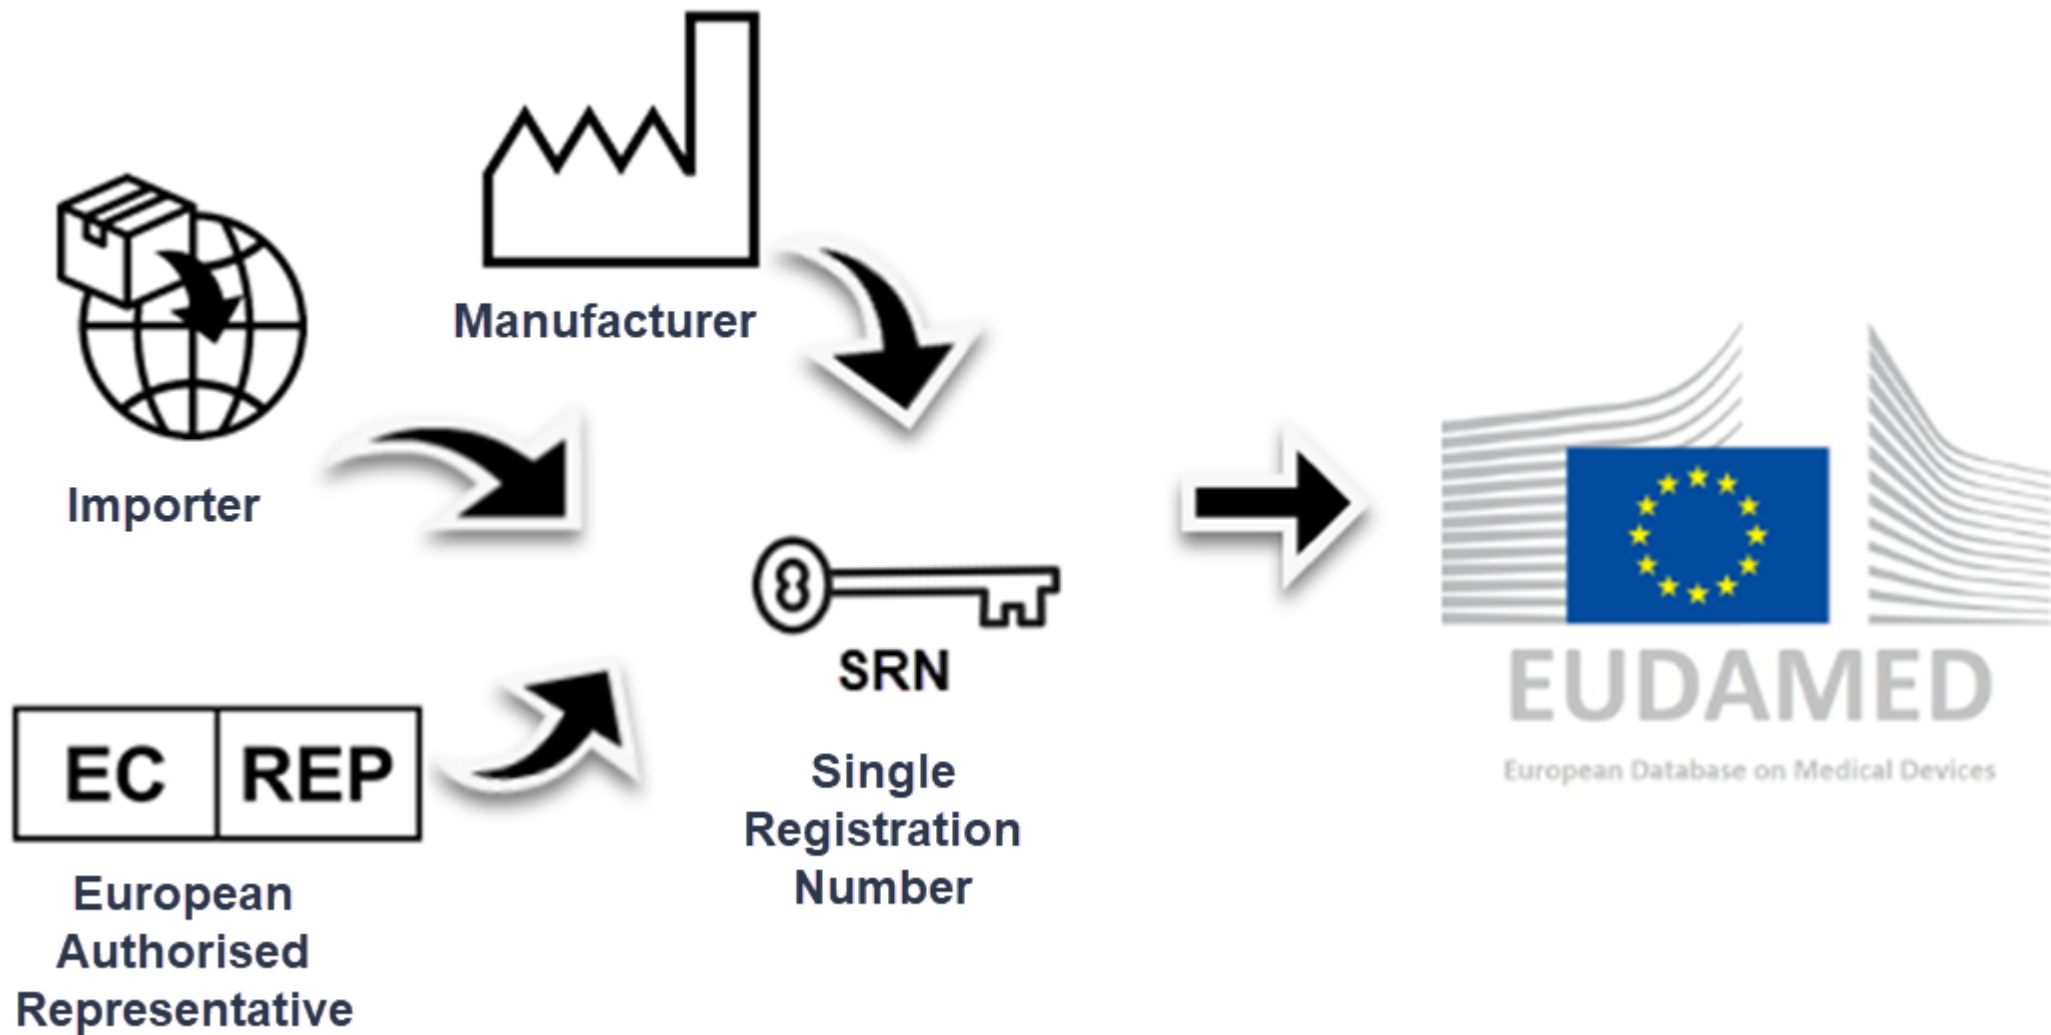 Manufacturer
Importer
EC REP
European
Authorised
Representative
SRN
Single
Registration
Number
EUDAMED
European Database on Medical Devices